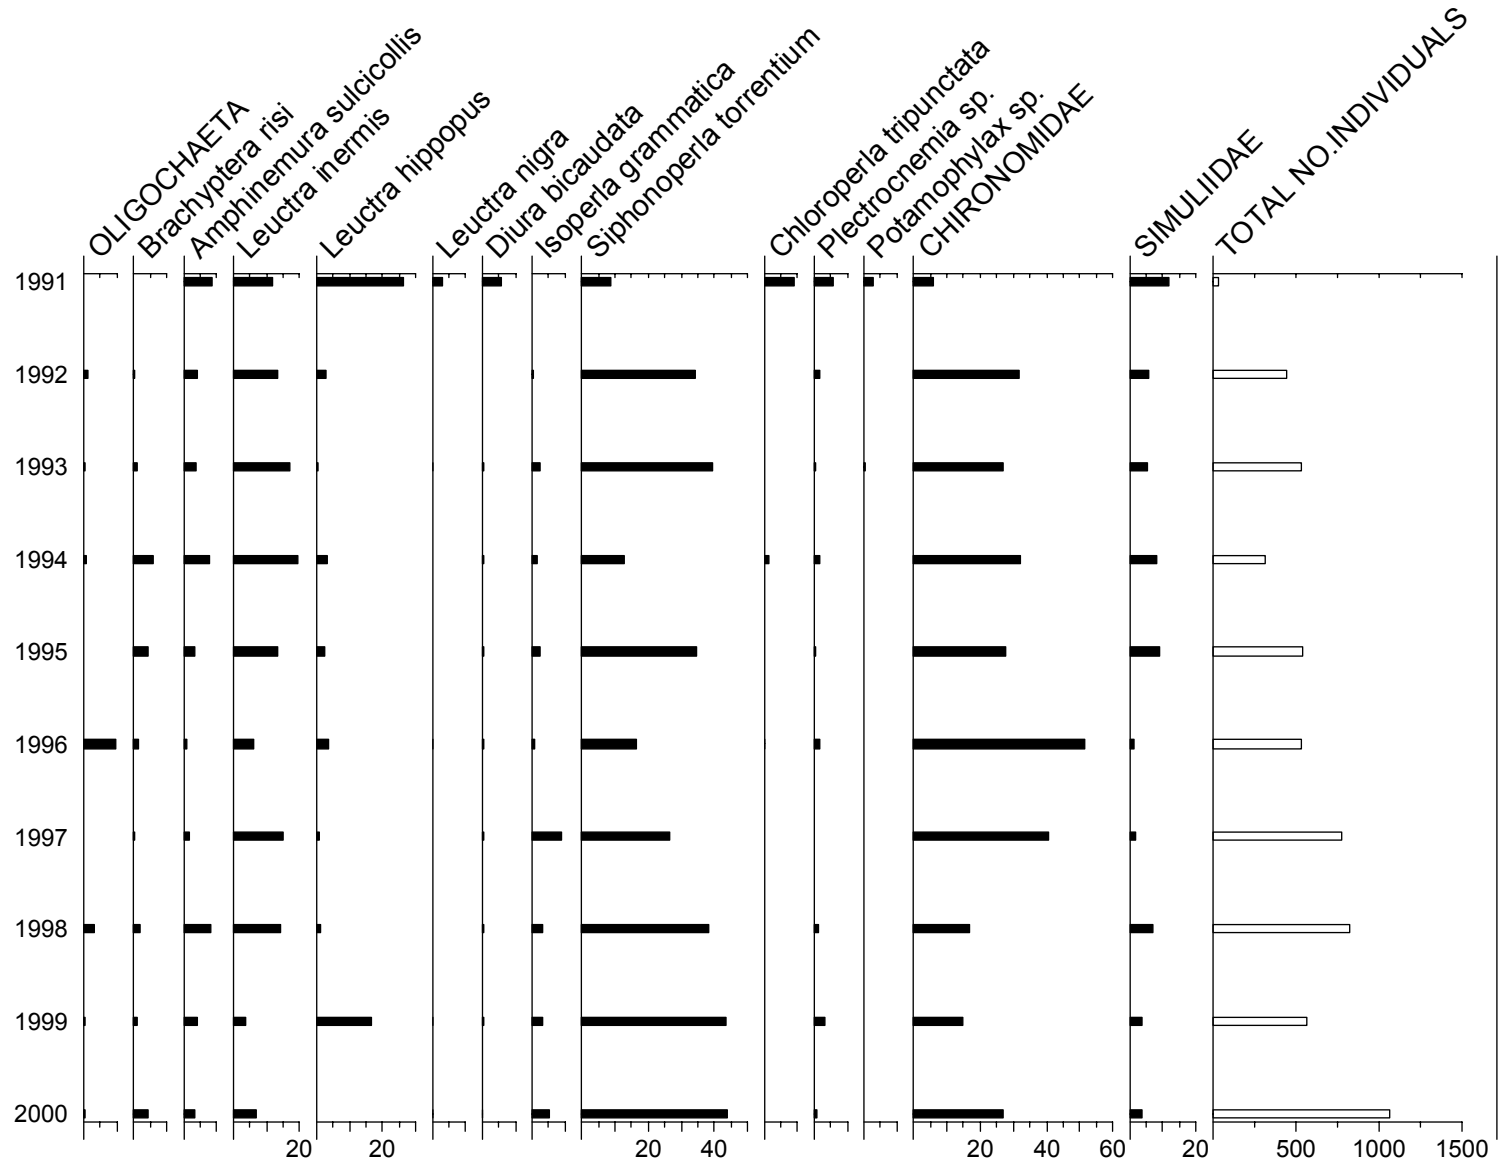 OLIGOCHAETA
Brachyptera risi
Amphinemura sulcicollis
Leuctra inermis
Leuctra hippopus
Leuctra nigra
Diura bicaudata
Isoperla grammatica
Siphonoperla torrentium
Chloroperla tripunctata
Plectrocnemia sp.
Potamophylax sp.
CHIRONOMIDAE
SIMULIIDAE
TOTAL NO.INDIVIDUALS
1991
1992
1993
1994
1995
1996
1997
1998
1999
2000
20 20 20 40 20 40 60 20 500 1000 1500